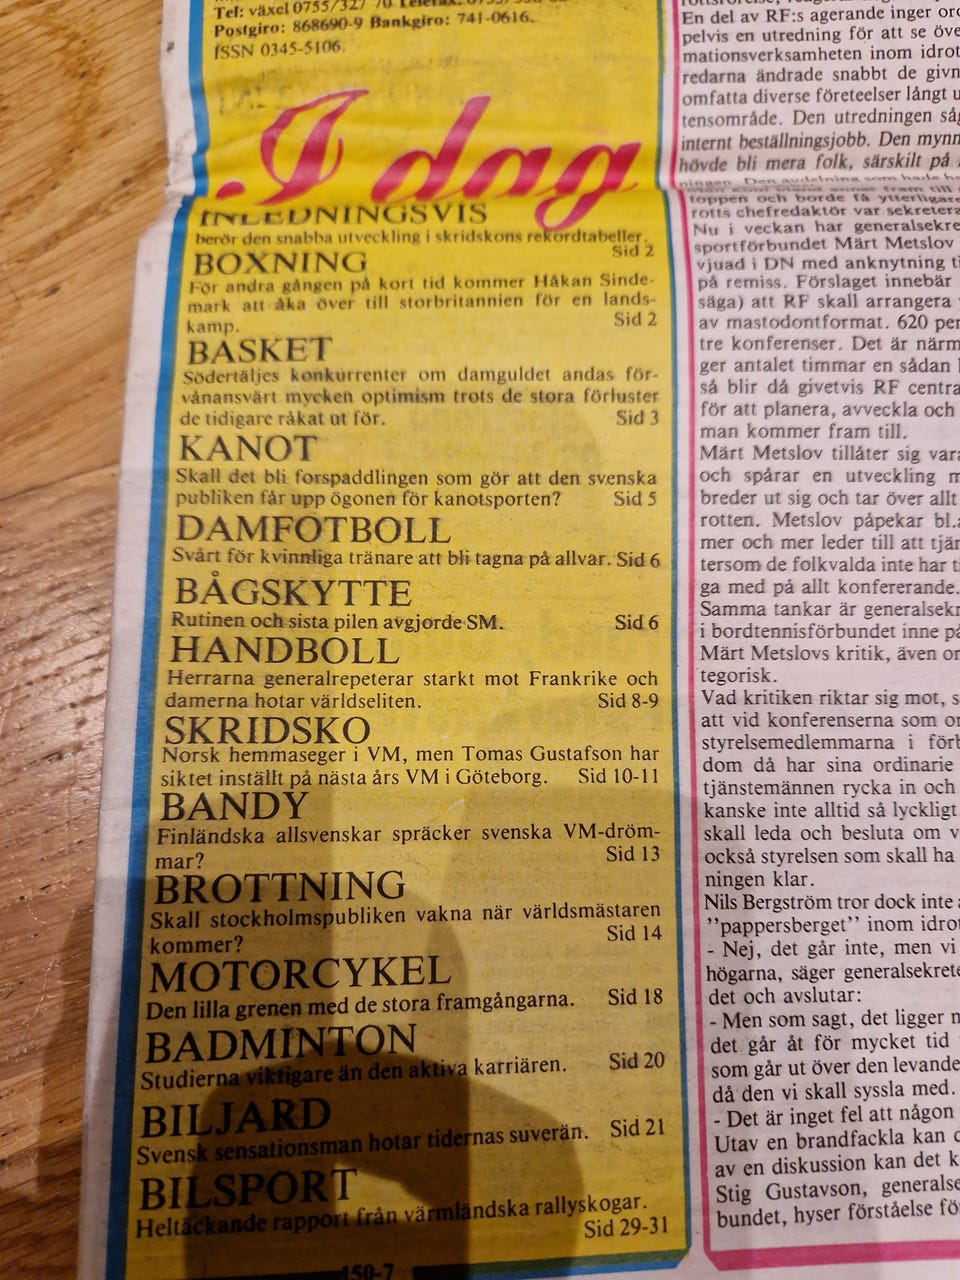 Tel: växel 0755/327 70
Postgiro: 868690-9 Bankgiro: 741-0616.
ISSN 0345-5106.
I dag
INLEDNINGSVIS
berör den snabba utveckling i skridskons rekordtabeller.
Sid 2
BOXNING
För andra gången på kort tid kommer Håkan Sinde-
mark att åka över till storbritannien för en lands-
kamp. Sid 2
BASKET
Södertäljes konkurrenter om damguldet andas för-
vånansvärt mycken optimism trots de stora förluster
de tidigare råkat ut för. Sid 3
KANOT
Skall det bli forspaddlingen som gör att den svenska
publiken får upp ögonen för kanotsporten? Sid 5
DAMFOTBOLL
Svårt för kvinnliga tränare att bli tagna på allvar. Sid 6
BÅGSKYTTE
Rutinen och sista pilen avgjorde SM. Sid 6
HANDBOLL
Herrarna generalrepeterar starkt mot Frankrike och
damerna hotar världseliten. Sid 8-9
SKRIDSKO
Norsk hemmaseger i VM, men Tomas Gustafson har
siktet inställt på nästa års VM i Göteborg. Sid 10-11
BANDY
Finländska allsvenskar spräcker svenska VM-dröm-
mar? Sid 13
BROTTNING
Skall stockholmspubliken vakna när världsmästaren
kommer? Sid 14
MOTORCYKEL
Den lilla grenen med de stora framgångarna. Sid 18
BADMINTON
Studierna viktigare än den aktiva karriären. Sid 20
BILJARD
Svensk sensationsman hotar tidernas suverän. Sid 21
BILSPORT
Heltäckande rapport från värmländska rallyskogar.
Sid 29-31
150-7
En del av RF:s agerande inger
pelvis en utredning för att se
mationsverksamheten inom
redarna ändrade snabbt de
omfatta diverse företeelser långt
tensområde. Den utredningen
internt beställningsjobb. Den
hövde bli mera folk, särskilt på
ningen. Den avdelning som hade
toppen och borde få ytterligare
rotts chefredaktör var
Nu i veckan har
sportförbundet Märt Metslov
vjuad i DN med anknytning
på remiss. Förslaget innebär
säga) att RF skall arrangera
av mastodontformat. 620
tre konferenser. Det är
ger antalet timmar en sådan
så blir då givetvis RF
för att planera, avveckla och
man kommer fram till.
Märt Metslov tillåter sig
och spårar en utveckling
breder ut sig och tar över allt
rotten. Metslov påpekar
mer och mer leder till att
tersom de folkvalda inte har
ga med på allt konfererande.
Samma tankar är
i bordtennisförbundet inne
Märt Metslovs kritik, även
tegorisk.
Vad kritiken riktar sig mot,
att vid konferenserna som
styrelsemedlemmarna i
dom då har sina ordinarie
tjänstemännen rycka in och
kanske inte alltid så lyckligt.
skall leda och besluta om
också styrelsen som skall ha
ningen klar.
Nils Bergström tror dock inte
"pappersberget" inom
- Nej, det går inte, men vi
högarna, säger
det och avslutar:
- Men som sagt, det ligger
det går åt för mycket tid
som går ut över den
då den vi skall syssla med.
- Det är inget fel att någon
Utav en brandfackla kan
av en diskussion kan det
Stig Gustavson,
bundet, hyser förståelse